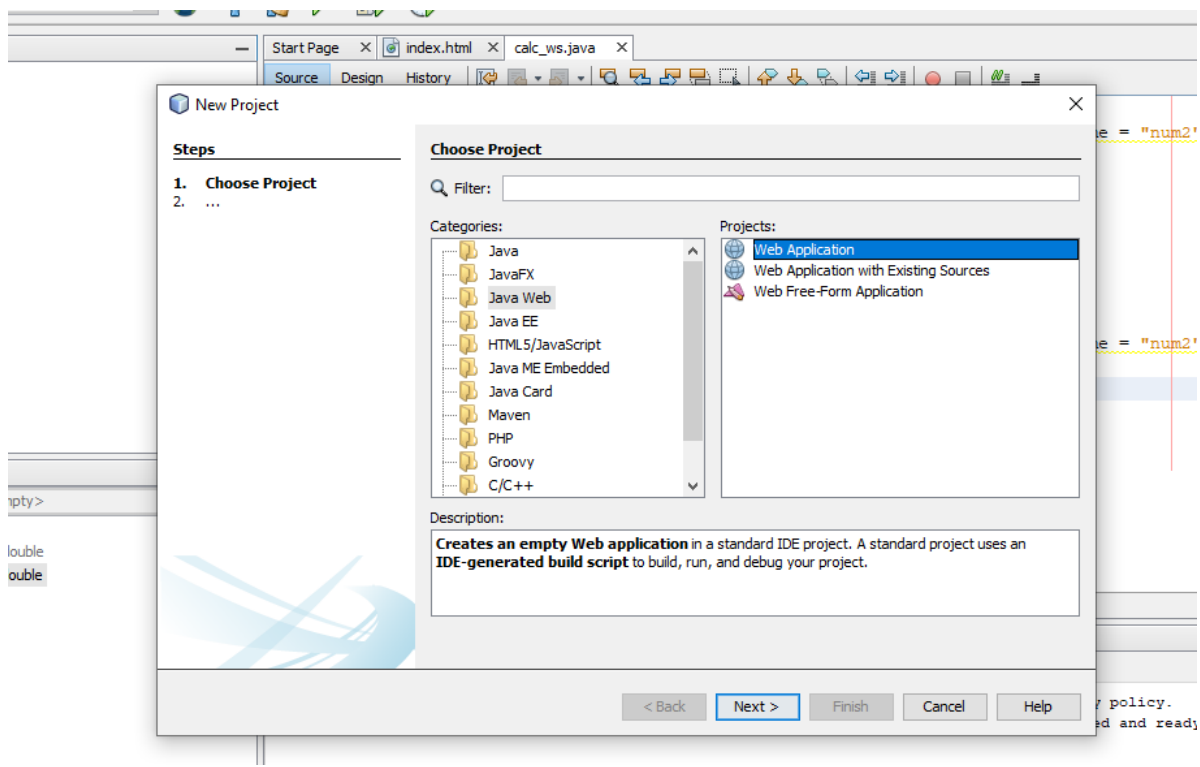 Start Page
index.html
calc_ws.java
Source
Design
History
New Project
Steps
1. Choose Project
2. ...
Choose Project
Filter:
Categories:
Java
JavaFX
Java Web
Java EE
HTML5/JavaScript
Java ME Embedded
Java Card
Maven
PHP
Groovy
C/C++
Projects:
Web Application
Web Application with Existing Sources
Web Free-Form Application
Description:
Creates an empty Web application in a standard IDE project. A standard project uses an
IDE-generated build script to build, run, and debug your project.
< Back
Next >
Finish
Cancel
Help
= "num2"
= "num2"
ouble
policy.
and ready